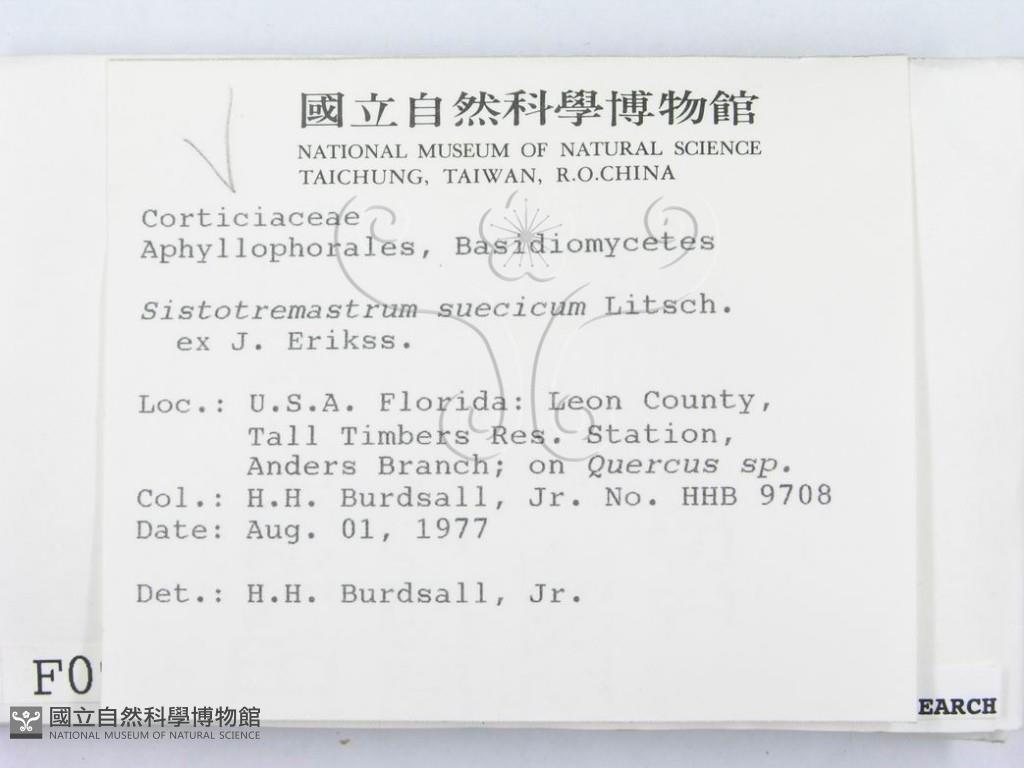 國立自然科學博物館
NATIONAL MUSEUM OF NATURAL SCIENCE
TAICHUNG, TAIWAN, R.O.CHINA
Corticiaceae
Aphyllophorales, Basidiomycetes
Sistotremastrum suecicum Litsch.
ex J. Erikss.
Loc.: U.S.A. Florida: Leon County,
Tall Timbers Res. Station,
Anders Branch; on Quercus sp.
Col.: H.H. Burdsall, Jr. No. HHB 9708
Date: Aug. 01, 1977
Det.: H.H. Burdsall, Jr.
F0
EARCH
國立自然科學博物館
NATIONAL MUSEUM OF NATURAL SCIENCE